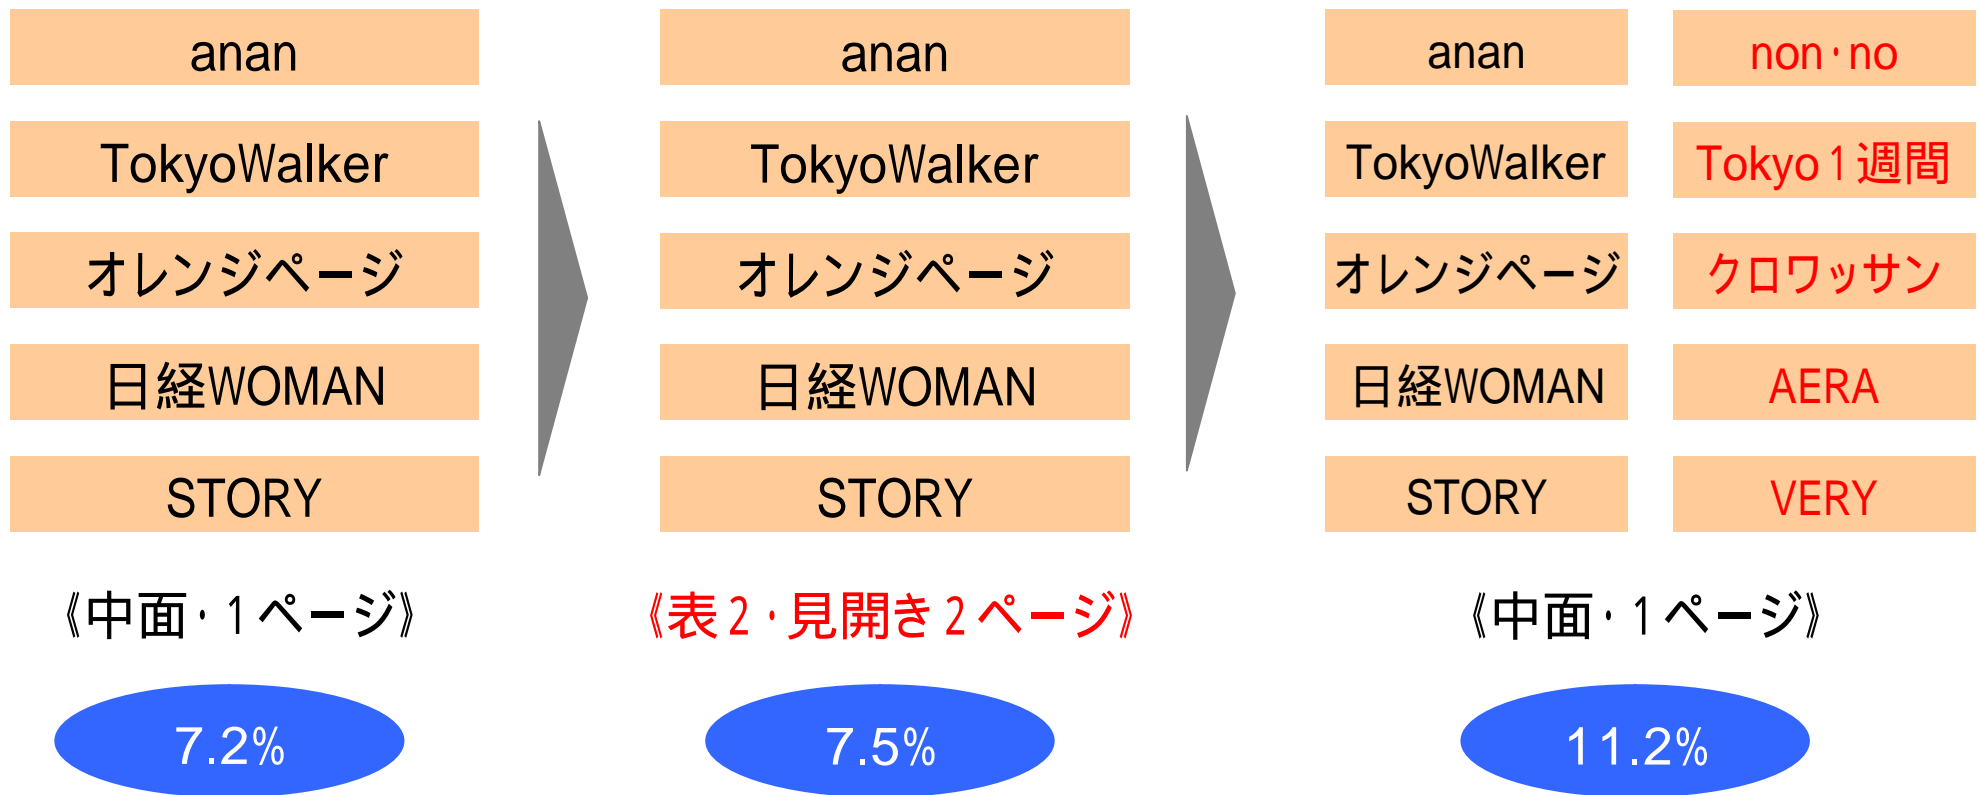 anan
TokyoWalker
オレンジページ
日経WOMAN
STORY
《中面・1ページ》
7.2%
anan
TokyoWalker
オレンジページ
日経WOMAN
STORY
《表2・見開き2ページ》
7.5%
anan
non・no
TokyoWalker
Tokyo1週間
オレンジページ
クロワッサン
日経WOMAN
AERA
STORY
VERY
《中面・1ページ》
11.2%